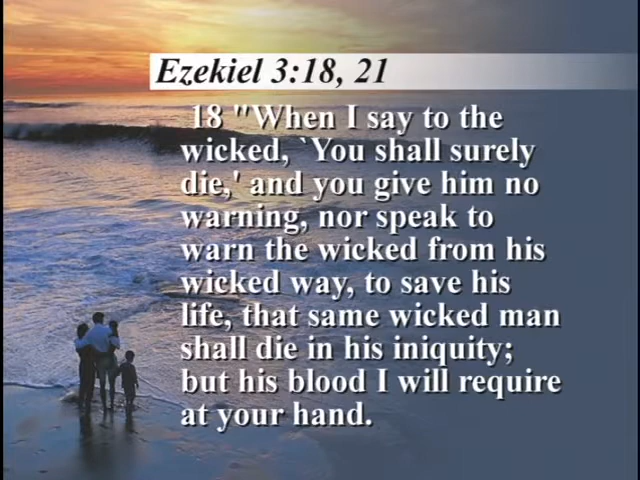 Ezekiel 3:18, 21
18 "When I say to the
wicked, `You shall surely
die,' and you give him no
warning, nor speak to
warn the wicked from his
wicked way, to save his
life, that same wicked man
shall die in his iniquity;
but his blood I will require
at your hand.